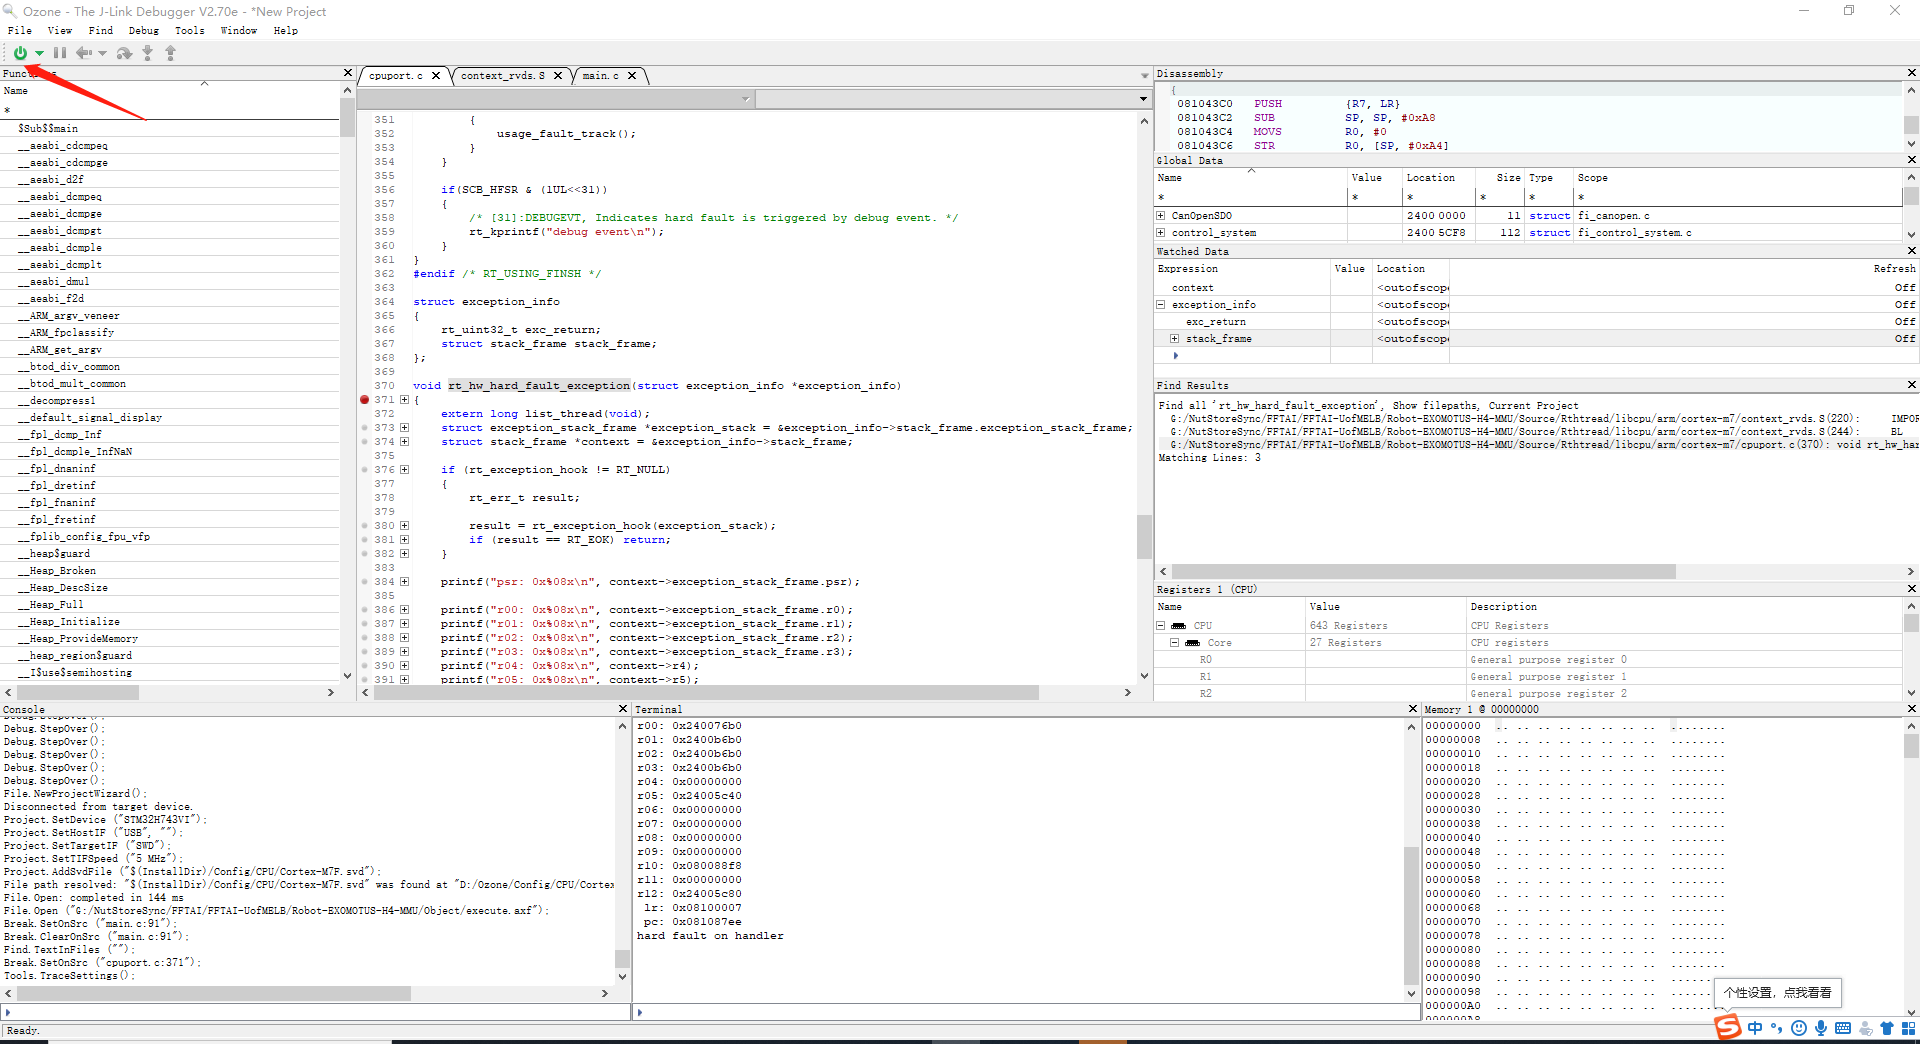 Ozone - The J-Link Debugger V2.70e - *New Project
File View Find Debug Tools Window Help
Functions
Name
*
$Sub$$main
__aeabi_cdcmpeq
__aeabi_cdcmpge
__aeabi_d2f
__aeabi_dcmpeq
__aeabi_dcmpge
__aeabi_dcmpgt
__aeabi_dcmple
__aeabi_dcmplt
__aeabi_dmul
__aeabi_f2d
__ARM_argv_veneer
__ARM_fpclassify
__ARM_get_argv
__btod_div_common
__btod_mult_common
__decompress1
__default_signal_display
__fpl_dcmp_Inf
__fpl_dcmple_InfNaN
__fpl_dnaninf
__fpl_dretinf
__fpl_fnaninf
__fpl_fretinf
__fplib_config_fpu_vfp
__heap$guard
__Heap_Broken
__Heap_DescSize
__Heap_Full
__Heap_Initialize
__Heap_ProvideMemory
__heap_region$guard
__I$use$semihosting
cpuport.c context_rvds.S main.c
351 {
352 usage_fault_track();
353 }
354 }
355
356 if(SCB_HFSR & (1UL<<31))
357 {
358 /* [31]:DEBUGEVT, Indicates hard fault is triggered by debug event. */
359 rt_kprintf("debug event\n");
360 }
361 }
362 #endif /* RT_USING_FINSH */
363
364 struct exception_info
365 {
366 rt_uint32_t exc_return;
367 struct stack_frame stack_frame;
368 };
369
370 void rt_hw_hard_fault_exception(struct exception_info *exception_info)
371 {
372 extern long list_thread(void);
373 struct exception_stack_frame *exception_stack = &exception_info->stack_frame.exception_stack_frame;
374 struct stack_frame *context = &exception_info->stack_frame;
375
376 if (rt_exception_hook != RT_NULL)
377 {
378 rt_err_t result;
379
380 result = rt_exception_hook(exception_stack);
381 if (result == RT_EOK) return;
382 }
383
384 printf("psr: 0x%08x\n", context->exception_stack_frame.psr);
385
386 printf("r00: 0x%08x\n", context->exception_stack_frame.r0);
387 printf("r01: 0x%08x\n", context->exception_stack_frame.r1);
388 printf("r02: 0x%08x\n", context->exception_stack_frame.r2);
389 printf("r03: 0x%08x\n", context->exception_stack_frame.r3);
390 printf("r04: 0x%08x\n", context->r4);
391 printf("r05: 0x%08x\n", context->r5);
Disassembly
{
081043C0 PUSH {R7, LR}
081043C2 SUB SP, SP, #0xA8
081043C4 MOVS R0, #0
081043C6 STR R0, [SP, #0xA4]
Global Data
Name Value Location Size Type Scope
* * * * * *
CanOpenSDO 2400 0000 11 struct fi_canopen.c
control_system 2400 5CF8 112 struct fi_control_system.c
Watched Data
Expression Value Location Refresh
context <outofscope Off
exception_info <outofscope Off
exc_return <outofscope Off
stack_frame <outofscope Off
Find Results
Find all 'rt_hw_hard_fault_exception', Show filepaths, Current Project
G:/NutStoreSync/FFTAI/FFTAI-UofMELB/Robot-EXOMOTUS-H4-MMU/Source/Rthtread/libcpu/arm/cortex-m7/context_rvds.S(220): IMPOR
G:/NutStoreSync/FFTAI/FFTAI-UofMELB/Robot-EXOMOTUS-H4-MMU/Source/Rthtread/libcpu/arm/cortex-m7/context_rvds.S(244): BL
G:/NutStoreSync/FFTAI/FFTAI-UofMELB/Robot-EXOMOTUS-H4-MMU/Source/Rthtread/libcpu/arm/cortex-m7/cpuport.c(370): void rt_hw_har
Matching Lines: 3
Registers 1 (CPU)
Name Value Description
CPU 643 Registers CPU Registers
Core 27 Registers CPU registers
R0 General purpose register 0
R1 General purpose register 1
R2 General purpose register 2
Console
Debug.StepOver();
Debug.StepOver();
Debug.StepOver();
Debug.StepOver();
Debug.StepOver();
Debug.StepOver();
File.NewProjectWizard();
Disconnected from target device.
Project.SetDevice ("STM32H743VI");
Project.SetHostIF ("USB", "");
Project.SetTargetIF ("SWD");
Project.SetTIFSpeed ("5 MHz");
Project.AddSvdFile ("$(InstallDir)/Config/CPU/Cortex-M7F.svd");
File path resolved: "$(InstallDir)/Config/CPU/Cortex-M7F.svd" was found at "D:/Ozone/Config/CPU/Cortex
File.Open: completed in 144 ms
File.Open ("G:/NutStoreSync/FFTAI/FFTAI-UofMELB/Robot-EXOMOTUS-H4-MMU/Object/execute.axf");
Break.SetOnSrc ("main.c:91");
Break.ClearOnSrc ("main.c:91");
Find.TextInFiles ("");
Break.SetOnSrc ("cpuport.c:371");
Tools.TraceSettings();
Terminal
r00: 0x240076b0
r01: 0x2400b6b0
r02: 0x2400b6b0
r03: 0x2400b6b0
r04: 0x00000000
r05: 0x24005c40
r06: 0x00000000
r07: 0x00000000
r08: 0x00000000
r09: 0x00000000
r10: 0x080088f8
r11: 0x00000000
r12: 0x24005c80
lr: 0x08100007
pc: 0x081087ee
hard fault on handler
Memory 1 @ 00000000
00000000 .. .. .. .. .. .. .. .. ........
00000008 .. .. .. .. .. .. .. .. ........
00000010 .. .. .. .. .. .. .. .. ........
00000018 .. .. .. .. .. .. .. .. ........
00000020 .. .. .. .. .. .. .. .. ........
00000028 .. .. .. .. .. .. .. .. ........
00000030 .. .. .. .. .. .. .. .. ........
00000038 .. .. .. .. .. .. .. .. ........
00000040 .. .. .. .. .. .. .. .. ........
00000048 .. .. .. .. .. .. .. .. ........
00000050 .. .. .. .. .. .. .. .. ........
00000058 .. .. .. .. .. .. .. .. ........
00000060 .. .. .. .. .. .. .. .. ........
00000068 .. .. .. .. .. .. .. .. ........
00000070 .. .. .. .. .. .. .. .. ........
00000078 .. .. .. .. .. .. .. .. ........
00000080 .. .. .. .. .. .. .. .. ........
00000088 .. .. .. .. .. .. .. .. ........
00000090 .. .. .. .. .. .. .. .. ........
00000098 .. .. .. .. .. .. .. ..
000000A0 .. .. .. .. .. .. .. ..
000000A8
个性设置，点我看看
中
Ready.